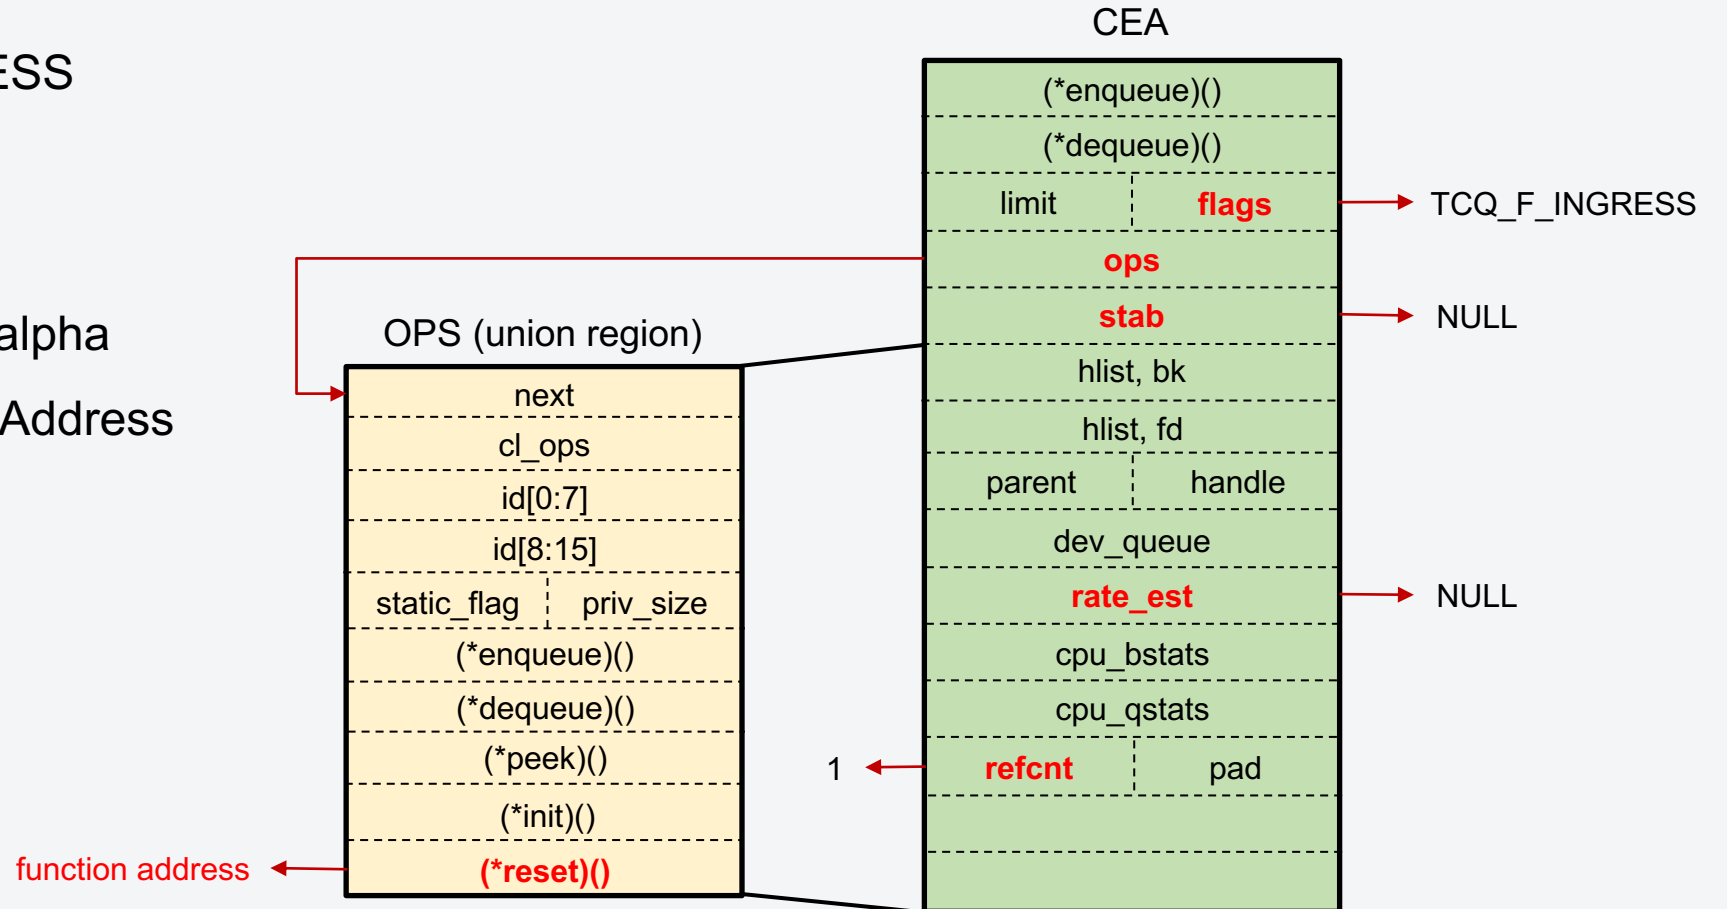 ESS
alpha
Address
CEA
(*enqueue)()
(*dequeue)()
limit flags
TCQ_F_INGRESS
ops
stab
NULL
hlist, bk
hlist, fd
parent handle
dev_queue
rate_est
NULL
cpu_bstats
cpu_qstats
1
refcnt pad
OPS (union region)
next
cl_ops
id[0:7]
id[8:15]
static_flag priv_size
(*enqueue)()
(*dequeue)()
(*peek)()
(*init)()
(*reset)()
function address